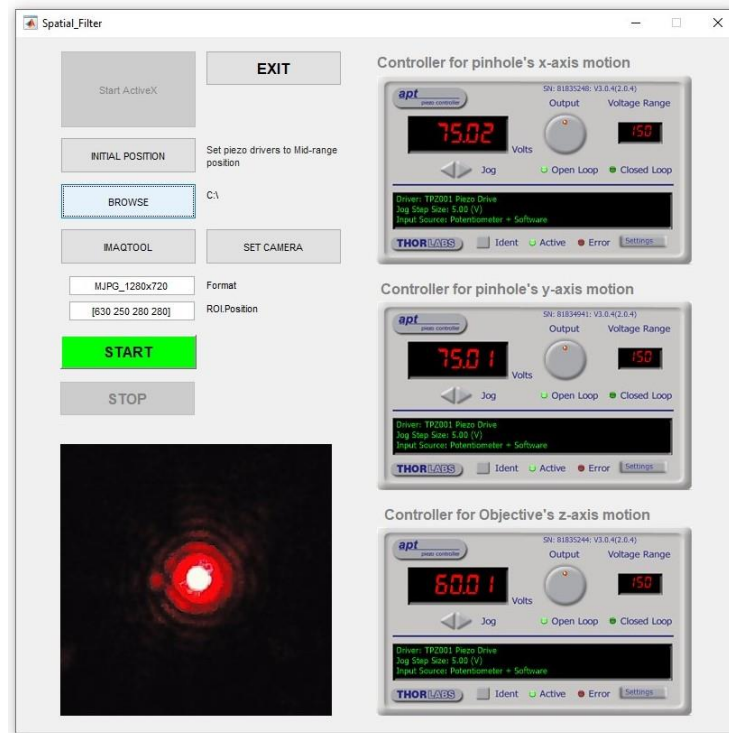 Spatial_Filter
Start ActiveX
EXIT
INITIAL POSITION
Set piezo drivers to Mid-range
position
BROWSE
C:\
IMAQTOOL
SET CAMERA
MJPG_1280x720
Format
[630 250 280 280]
ROI.Position
START
STOP
Controller for pinhole's x-axis motion
apt
piezo controller
SN: 81835248: V3.0.4(2.0.4)
Output
Voltage Range
75.02
Volts
150
Jog
Open Loop
Closed Loop
Driver: TPZ001 Piezo Drive
Jog Step Size: 5.00 (V)
Input Source: Potentiometer + Software
THORLABS
Ident
Active
Error
Settings
Controller for pinhole's y-axis motion
apt
piezo controller
SN: 81834941: V3.0.4(2.0.4)
Output
Voltage Range
75.01
Volts
150
Jog
Open Loop
Closed Loop
Driver: TPZ001 Piezo Drive
Jog Step Size: 5.00 (V)
Input Source: Potentiometer + Software
THORLABS
Ident
Active
Error
Settings
Controller for Objective's z-axis motion
apt
piezo controller
SN: 81835244: V3.0.4(2.0.4)
Output
Voltage Range
60.01
Volts
150
Jog
Open Loop
Closed Loop
Driver: TPZ001 Piezo Drive
Jog Step Size: 5.00 (V)
Input Source: Potentiometer + Software
THORLABS
Ident
Active
Error
Settings